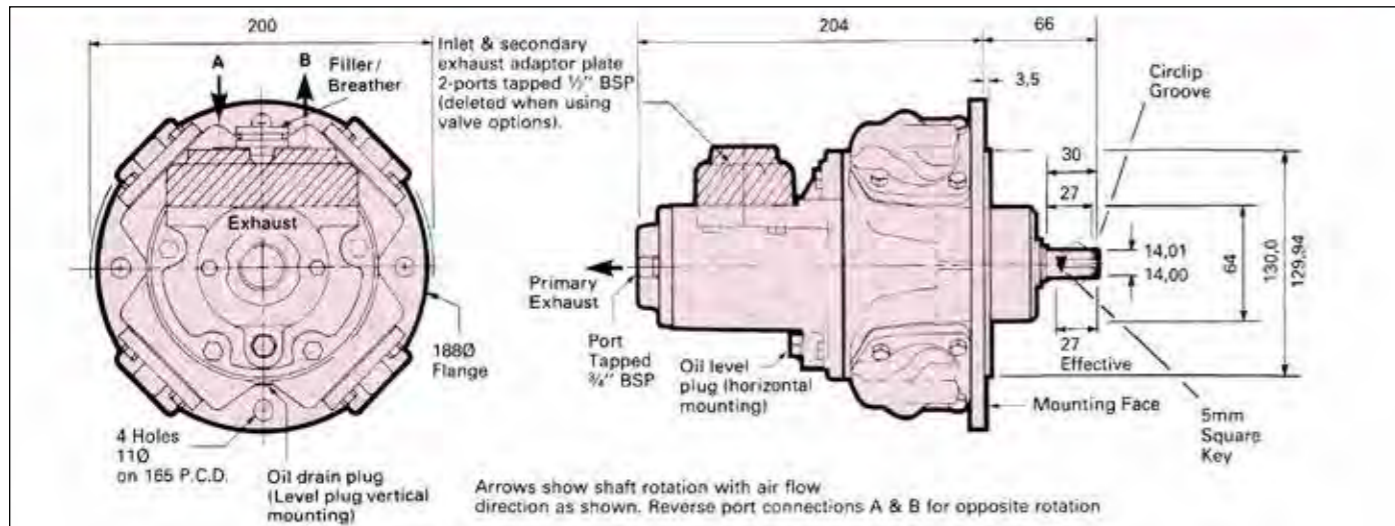 200
A
B
Filler/
Breather
Inlet & secondary
exhaust adaptor plate
2-ports tapped ½" BSP
(deleted when using
valve options).
Exhaust
188Ø
Flange
4 Holes
11Ø
on 165 P.C.D.
Oil drain plug
(Level plug vertical
mounting)
204
66
3,5
Circlip
Groove
30
27
14,01
14,00
64
130,0
129,94
Primary
Exhaust
Port
Tapped
¾" BSP
Oil level
plug (horizontal
mounting)
27
Effective
Mounting Face
5mm
Square
Key
Arrows show shaft rotation with air flow
direction as shown. Reverse port connections A & B for opposite rotation